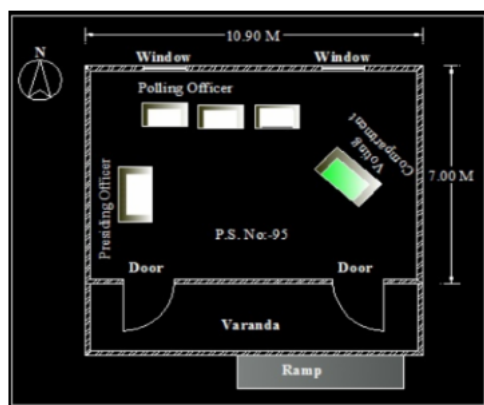 10.90 M
N
Window
Window
Polling Officer
Voting
Compartment
7.00 M
Presiding Officer
P.S. No:-95
Door
Door
Varanda
Ramp